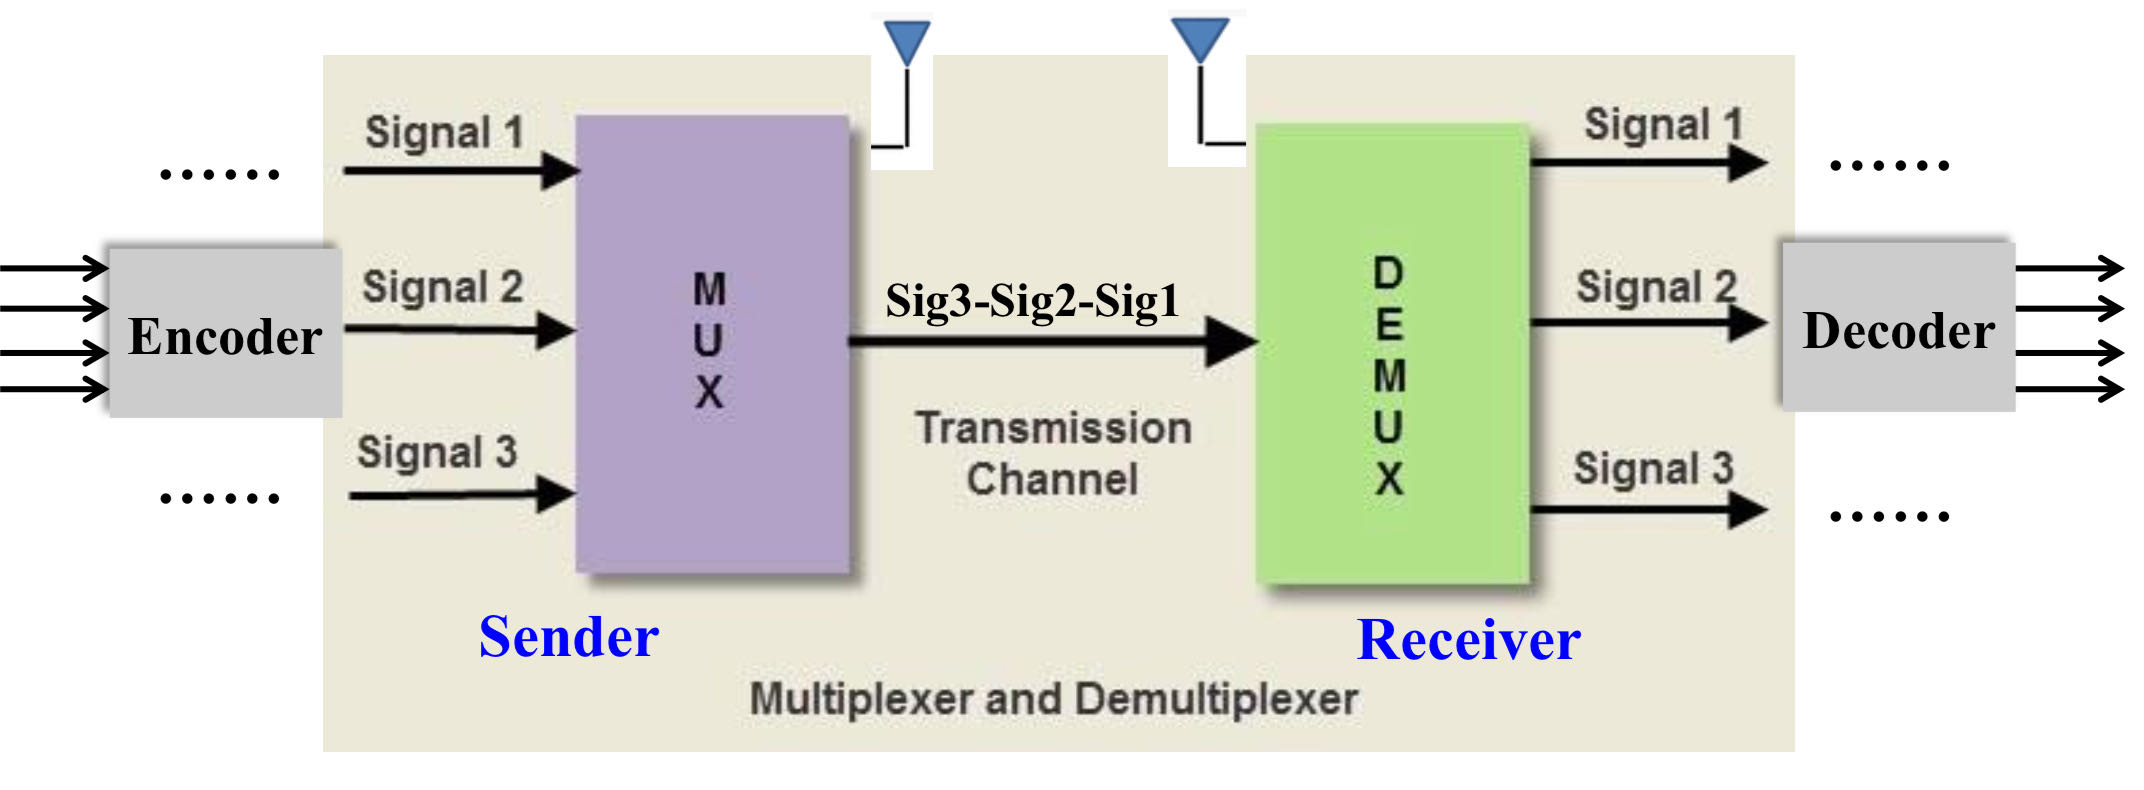 ......
Signal 1
Signal 1
......
Encoder
Signal 2
M
U
X
Sig3-Sig2-Sig1
D
E
M
U
X
Signal 2
Decoder
Transmission
Channel
Signal 3
Signal 3
......
......
Sender
Receiver
Multiplexer and Demultiplexer